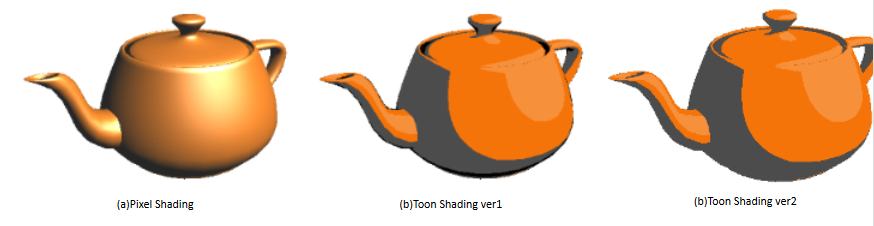 (a)Pixel Shading
(b)Toon Shading ver1
(b)Toon Shading ver2